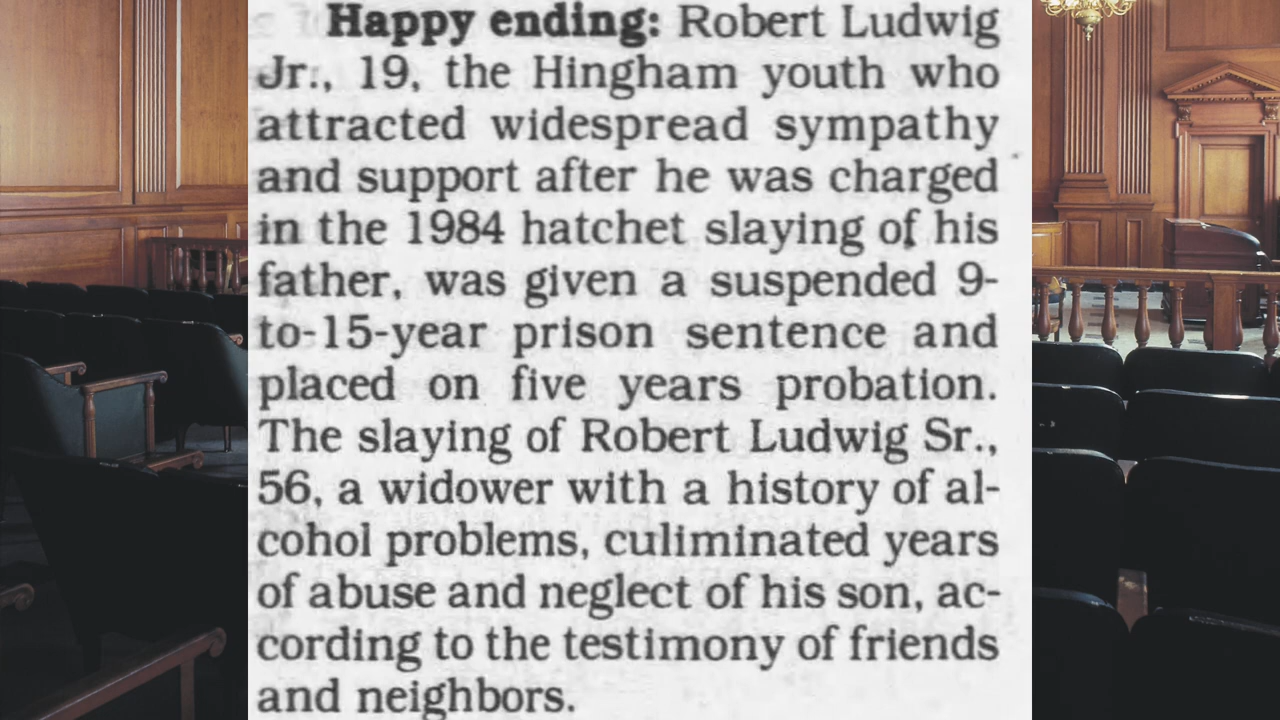 Happy ending: Robert Ludwig
Jr., 19, the Hingham youth who
attracted widespread sympathy
and support after he was charged
in the 1984 hatchet slaying of his
father, was given a suspended 9-
to-15-year prison sentence and
placed on five years probation.
The slaying of Robert Ludwig Sr.,
56, a widower with a history of al-
cohol problems, culiminated years
of abuse and neglect of his son, ac-
cording to the testimony of friends
and neighbors.